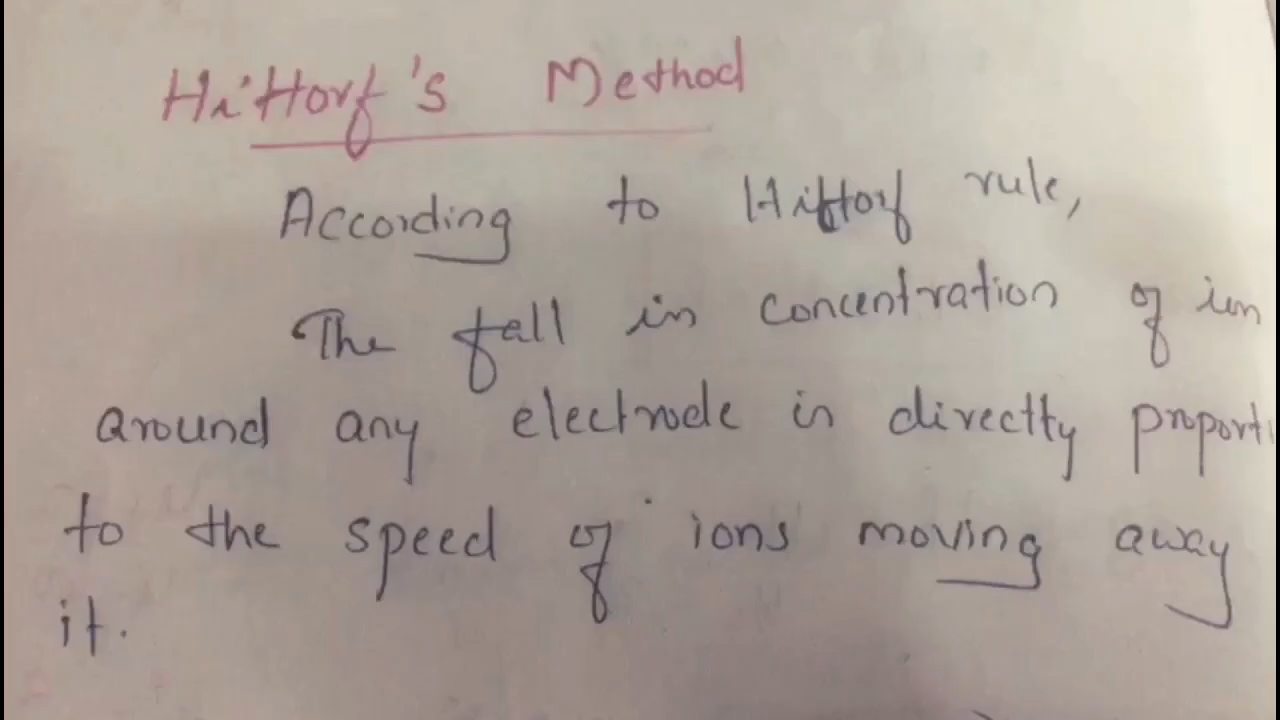 Hittorf's Method
According to Hittorf rule,
The fall in concentration of ion
around any electrode is directly proporti
to the speed of ions moving away
it.